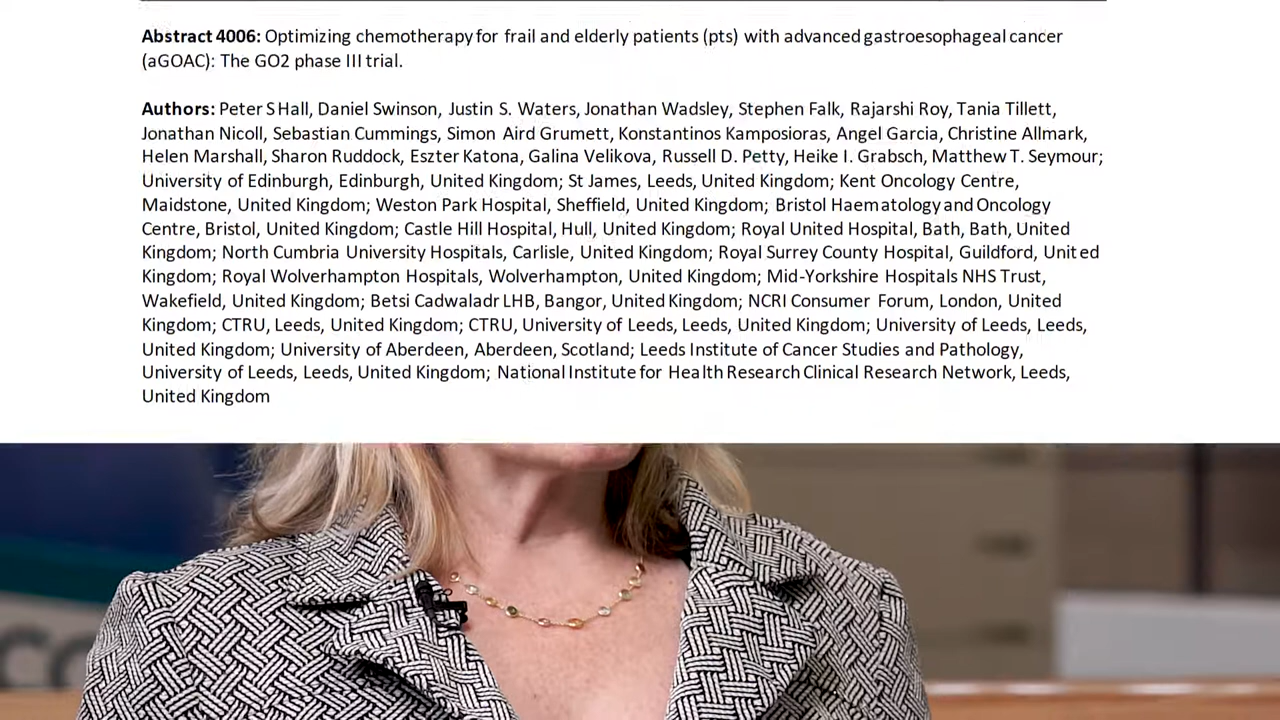 Abstract 4006: Optimizing chemotherapy for frail and elderly patients (pts) with advanced gastroesophageal cancer
(aGOAC): The GO2 phase III trial.
Authors: Peter S Hall, Daniel Swinson, Justin S. Waters, Jonathan Wadsley, Stephen Falk, Rajarshi Roy, Tania Tillett,
Jonathan Nicoll, Sebastian Cummings, Simon Aird Grumett, Konstantinos Kamposioras, Angel Garcia, Christine Allmark,
Helen Marshall, Sharon Ruddock, Eszter Katona, Galina Velikova, Russell D. Petty, Heike I. Grabsch, Matthew T. Seymour;
University of Edinburgh, Edinburgh, United Kingdom; St James, Leeds, United Kingdom; Kent Oncology Centre,
Maidstone, United Kingdom; Weston Park Hospital, Sheffield, United Kingdom; Bristol Haematology and Oncology
Centre, Bristol, United Kingdom; Castle Hill Hospital, Hull, United Kingdom; Royal United Hospital, Bath, Bath, United
Kingdom; North Cumbria University Hospitals, Carlisle, United Kingdom; Royal Surrey County Hospital, Guildford, United
Kingdom; Royal Wolverhampton Hospitals, Wolverhampton, United Kingdom; Mid-Yorkshire Hospitals NHS Trust,
Wakefield, United Kingdom; Betsi Cadwaladr LHB, Bangor, United Kingdom; NCRI Consumer Forum, London, United
Kingdom; CTRU, Leeds, United Kingdom; CTRU, University of Leeds, Leeds, United Kingdom; University of Leeds, Leeds,
United Kingdom; University of Aberdeen, Aberdeen, Scotland; Leeds Institute of Cancer Studies and Pathology,
University of Leeds, Leeds, United Kingdom; National Institute for Health Research Clinical Research Network, Leeds,
United Kingdom